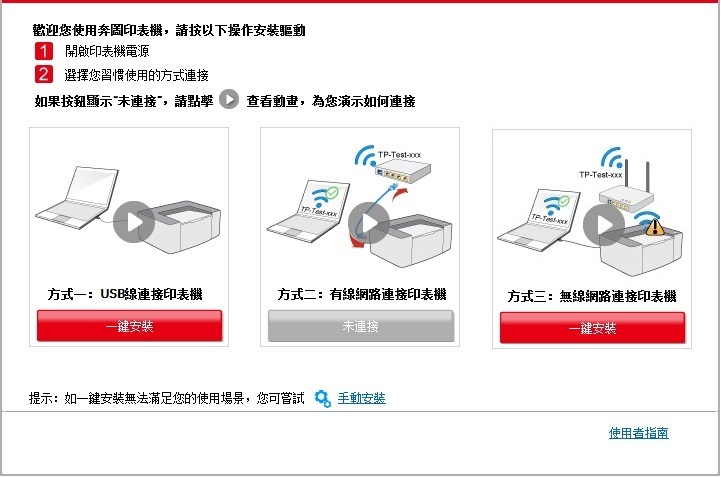 歡迎您使用奔圖印表機，請按以下操作安裝驅動
1 開啟印表機電源
2 選擇您習慣使用的方式連接
如果按鈕顯示"未連接"，請點擊 查看動畫，為您演示如何連接
TP-Test-xxx
TP-Test-xxx
TP-Test-xxx
TP-Test-xxx
方式一：USB線連接印表機
方式二：有線網路連接印表機
方式三：無線網路連接印表機
一鍵安裝
未連接
一鍵安裝
提示：如一鍵安裝無法滿足您的使用場景，您可嘗試 手動安裝
使用者指南